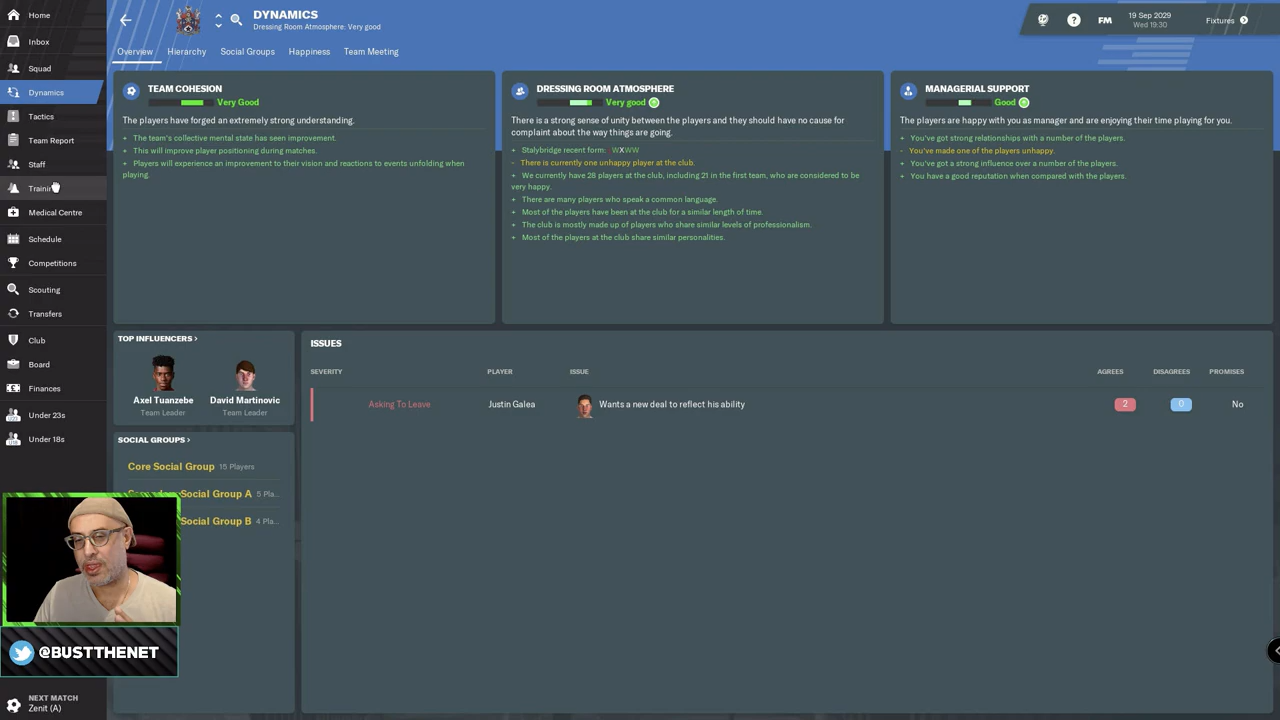 Home
Inbox
Squad
Dynamics
Tactics
Team Report
Staff
Medical Centre
Schedule
Competitions
Scouting
Transfers
Club
Board
Finances
Under 23s
Under 18s
@BUSTTHENET
NEXT MATCH
Zenit (A)
DYNAMICS
Dressing Room Atmosphere: Very good
19 Sep 2029
Wed 19:30
FM
Fixtures
Overview
Hierarchy
Social Groups
Happiness
Team Meeting
TEAM COHESION
Very Good
The players have forged an extremely strong understanding.
+ The team's collective mental state has seen improvement.
+ This will improve player positioning during matches.
+ Players will experience an improvement to their vision and reactions to events unfolding when
playing.
DRESSING ROOM ATMOSPHERE
Very good
There is a strong sense of unity between the players and they should have no cause for
complaint about the way things are going.
+ Stalybridge recent form: WXWW
- There is currently one unhappy player at the club.
+ We currently have 28 players at the club, including 21 in the first team, who are considered to be
very happy.
+ There are many players who speak a common language.
+ Most of the players have been at the club for a similar length of time.
+ The club is mostly made up of players who share similar levels of professionalism.
+ Most of the players at the club share similar personalities.
MANAGERIAL SUPPORT
Good
The players are happy with you as manager and are enjoying their time playing for you.
+ You've got strong relationships with a number of the players.
- You've made one of the players unhappy.
+ You've got a strong influence over a number of the players.
+ You have a good reputation when compared with the players.
TOP INFLUENCERS >
Axel Tuanzebe
Team Leader
David Martinovic
Team Leader
SOCIAL GROUPS >
Core Social Group 15 Players
Social Group A 5 Pla...
Social Group B 4 Pla...
ISSUES
SEVERITY PLAYER ISSUE AGREES DISAGREES PROMISES
Asking To Leave Justin Galea Wants a new deal to reflect his ability 2 0 No